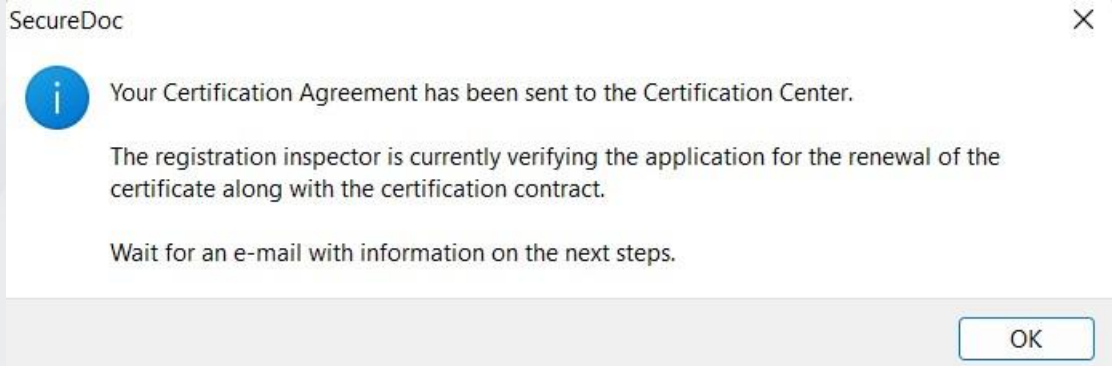 SecureDoc
Your Certification Agreement has been sent to the Certification Center.
The registration inspector is currently verifying the application for the renewal of the
certificate along with the certification contract.
Wait for an e-mail with information on the next steps.
OK